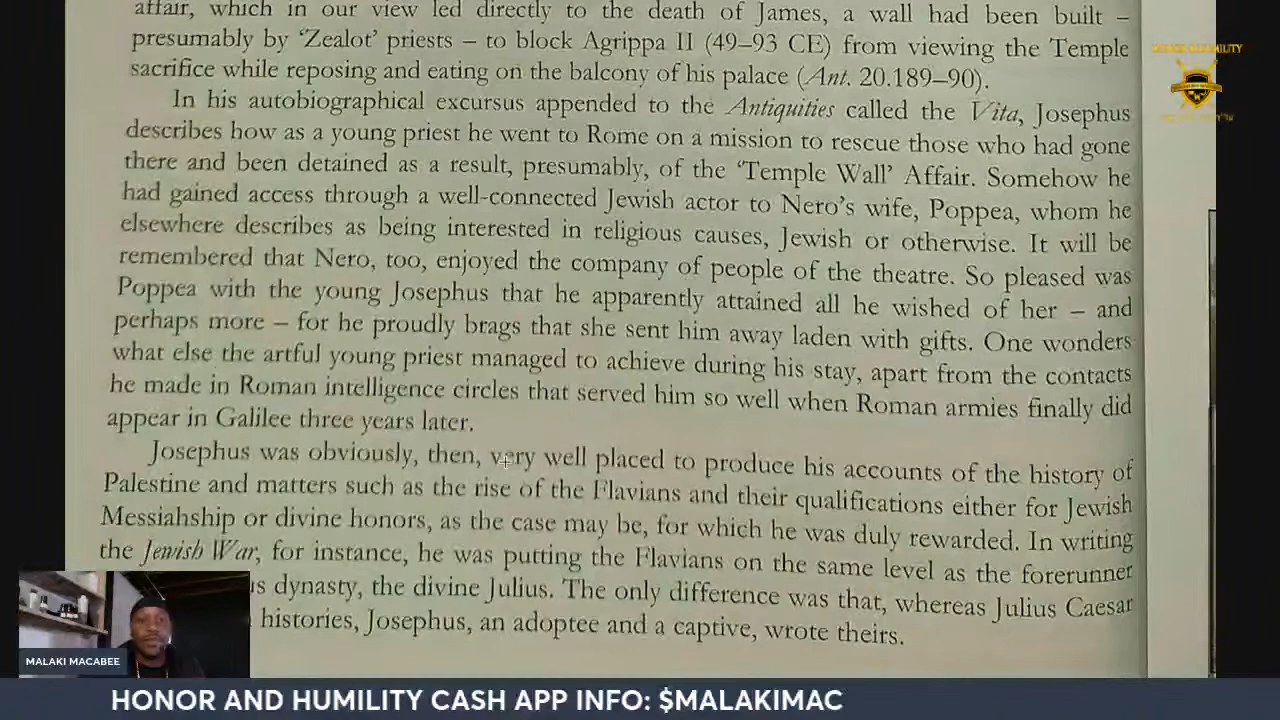 affair, which in our view led directly to the death of James, a wall had been built –
presumably by ‘Zealot’ priests – to block Agrippa II (49–93 CE) from viewing the Temple
sacrifice while reposing and eating on the balcony of his palace (Ant. 20.189–90).
In his autobiographical excursus appended to the Antiquities called the Vita, Josephus
describes how as a young priest he went to Rome on a mission to rescue those who had gone
there and been detained as a result, presumably, of the ‘Temple Wall’ Affair. Somehow he
had gained access through a well-connected Jewish actor to Nero’s wife, Poppea, whom he
elsewhere describes as being interested in religious causes, Jewish or otherwise. It will be
remembered that Nero, too, enjoyed the company of people of the theatre. So pleased was
Poppea with the young Josephus that he apparently attained all he wished of her – and
perhaps more – for he proudly brags that she sent him away laden with gifts. One wonders
what else the artful young priest managed to achieve during his stay, apart from the contacts
he made in Roman intelligence circles that served him so well when Roman armies finally did
appear in Galilee three years later.
Josephus was obviously, then, very well placed to produce his accounts of the history of
Palestine and matters such as the rise of the Flavians and their qualifications either for Jewish
Messiahship or divine honors, as the case may be, for which he was duly rewarded. In writing
the Jewish War, for instance, he was putting the Flavians on the same level as the forerunner
dynasty, the divine Julius. The only difference was that, whereas Julius Caesar
histories, Josephus, an adoptee and a captive, wrote theirs.
MALAKI MACABEE
HONOR AND HUMILITY CASH APP INFO: $MALAKIMAC